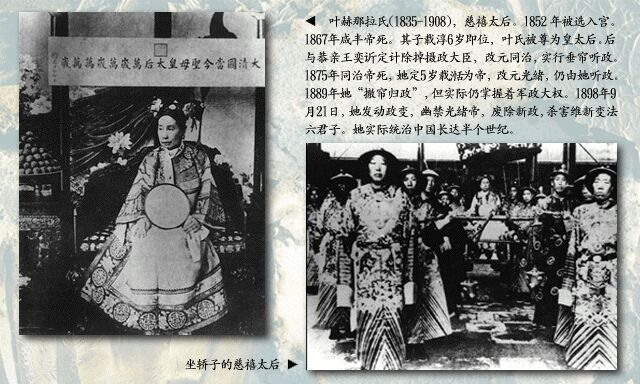 大清國當今聖母皇太后萬歲萬歲萬萬歲
◀ 叶赫那拉氏(1835-1908)，慈禧太后。1852年被选入宫。
1867年咸丰帝死。其子载淳6岁即位，叶氏被尊为皇太后。后
与恭亲王奕䜣定计除掉摄政大臣，改元同治，实行垂帘听政。
1875年同治帝死，她定5岁载湉为帝，改元光绪，仍由她听政。
1889年她“撤帘归政”，但实际仍掌握着军政大权。1898年9
月21日，她发动政变，幽禁光绪帝，废除新政，杀害维新变法
六君子。她实际统治中国长达半个世纪。
坐轿子的慈禧太后 ▶